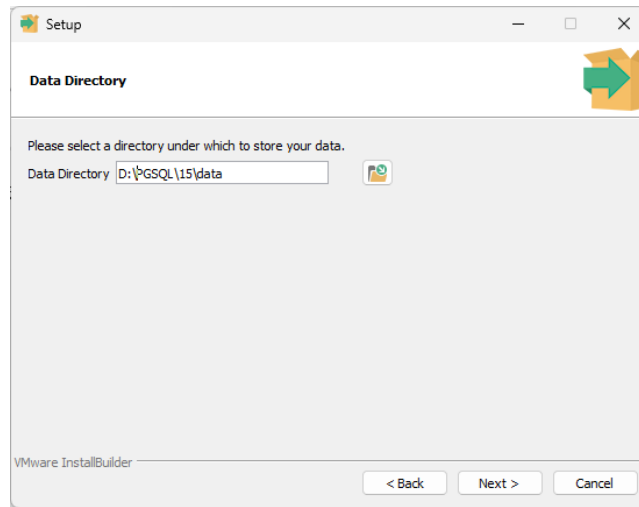 Setup
Data Directory
Please select a directory under which to store your data.
Data Directory D:\PGSQL\15\data
VMware InstallBuilder
< Back Next > Cancel